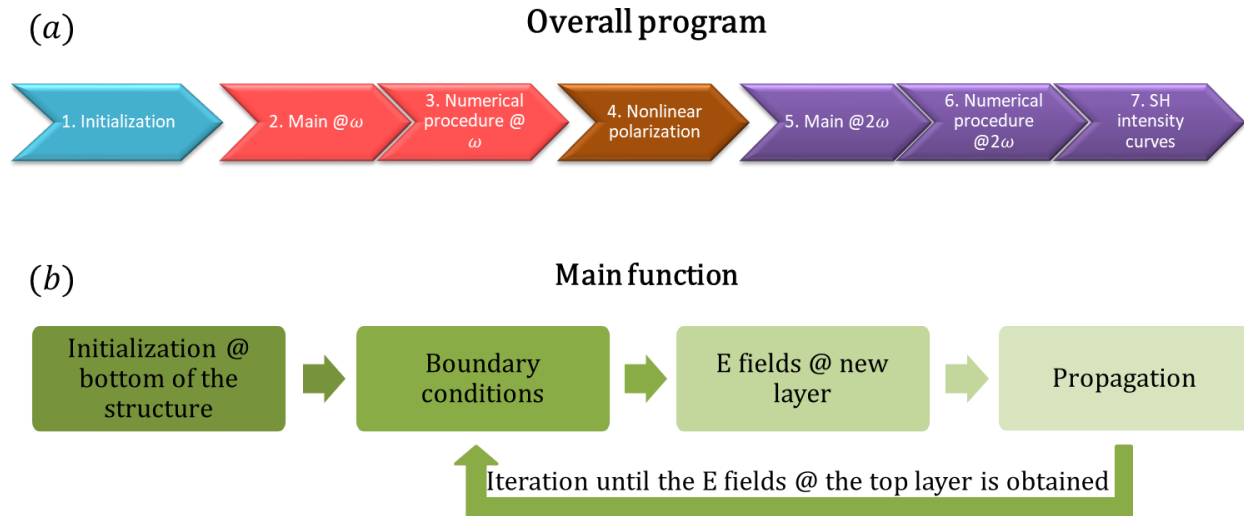 (a)
Overall program
1. Initialization
2. Main @ω
3. Numerical
procedure @
ω
4. Nonlinear
polarization
5. Main @2ω
6. Numerical
procedure
@2ω
7. SH
intensity
curves
(b)
Main function
Initialization @
bottom of the
structure
Boundary
conditions
E fields @ new
layer
Propagation
Iteration until the E fields @ the top layer is obtained